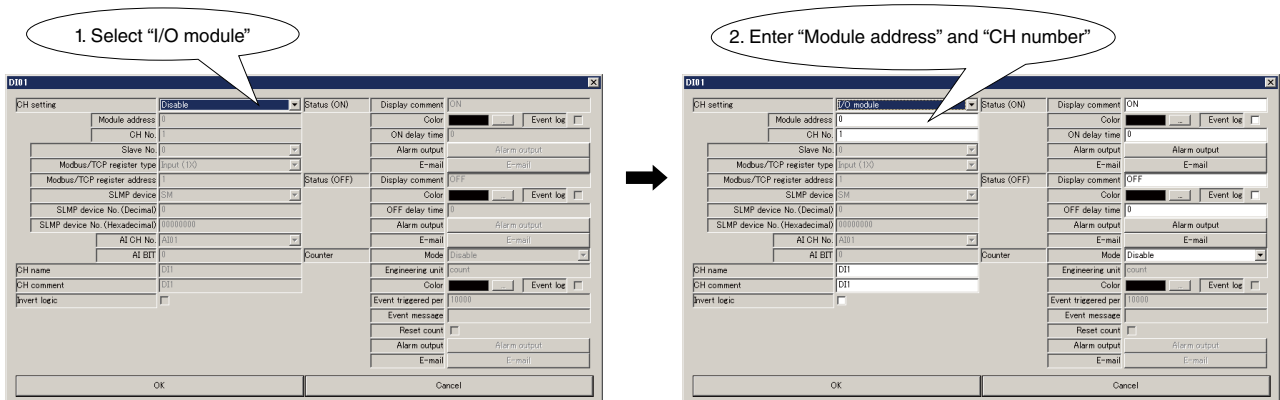 1. Select “I/O module”
2. Enter “Module address” and “CH number”
DI01
CH setting Disable Status (ON) Display comment ON
Module address 0 Color ... Event log
CH No. 1 ON delay time 0
Slave No. 0 Alarm output Alarm output
Modbus/TCP register type Input (1X) E-mail E-mail
Modbus/TCP register address 1 Status (OFF) Display comment OFF
SLMP device SM Color ... Event log
SLMP device No. (Decimal) 0 OFF delay time 0
SLMP device No. (Hexadecimal) 00000000 Alarm output Alarm output
AI CH No. AI01 E-mail E-mail
AI BIT 0 Counter Mode Disable
CH name DI1 Engineering unit count
CH comment DI1 Color ... Event log
Invert logic Event triggered per 10000
Event message
Reset count
Alarm output Alarm output
E-mail E-mail
OK Cancel
DI01
CH setting I/O module Status (ON) Display comment ON
Module address 0 Color ... Event log
CH No. 1 ON delay time 0
Slave No. 0 Alarm output Alarm output
Modbus/TCP register type Input (1X) E-mail E-mail
Modbus/TCP register address 1 Status (OFF) Display comment OFF
SLMP device SM Color ... Event log
SLMP device No. (Decimal) 0 OFF delay time 0
SLMP device No. (Hexadecimal) 00000000 Alarm output Alarm output
AI CH No. AI01 E-mail E-mail
AI BIT 0 Counter Mode Disable
CH name DI1 Engineering unit count
CH comment DI1 Color ... Event log
Invert logic Event triggered per 10000
Event message
Reset count
Alarm output Alarm output
E-mail E-mail
OK Cancel